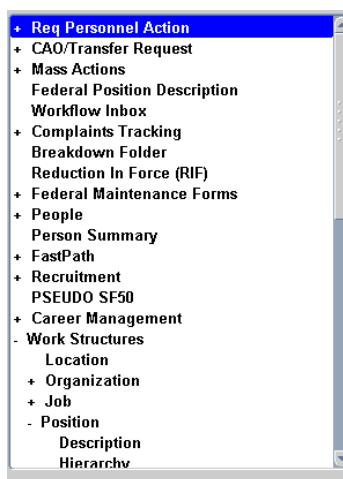 + Req Personnel Action
+ CAO/Transfer Request
+ Mass Actions
Federal Position Description
Workflow Inbox
+ Complaints Tracking
Breakdown Folder
Reduction In Force (RIF)
+ Federal Maintenance Forms
+ People
Person Summary
+ FastPath
+ Recruitment
PSEUDO SF50
+ Career Management
- Work Structures
Location
+ Organization
+ Job
- Position
Description
Hierarchy